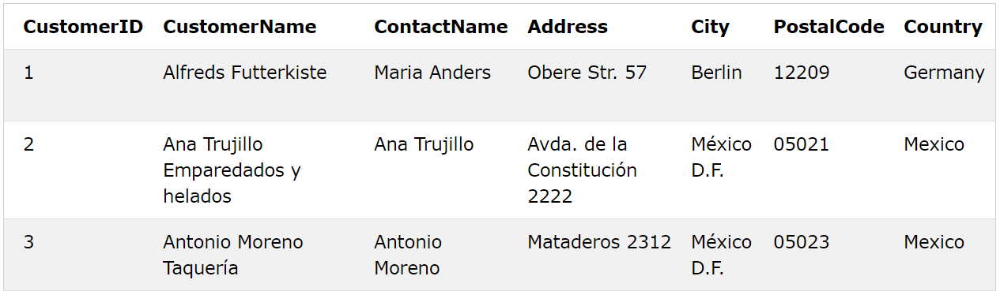 CustomerID CustomerName ContactName Address City PostalCode Country
1 Alfreds Futterkiste Maria Anders Obere Str. 57 Berlin 12209 Germany
2 Ana Trujillo Ana Trujillo Avda. de la México 05021 Mexico
Emparedados y Constitución D.F.
helados 2222
3 Antonio Moreno Antonio Mataderos 2312 México 05023 Mexico
Taquería Moreno D.F.